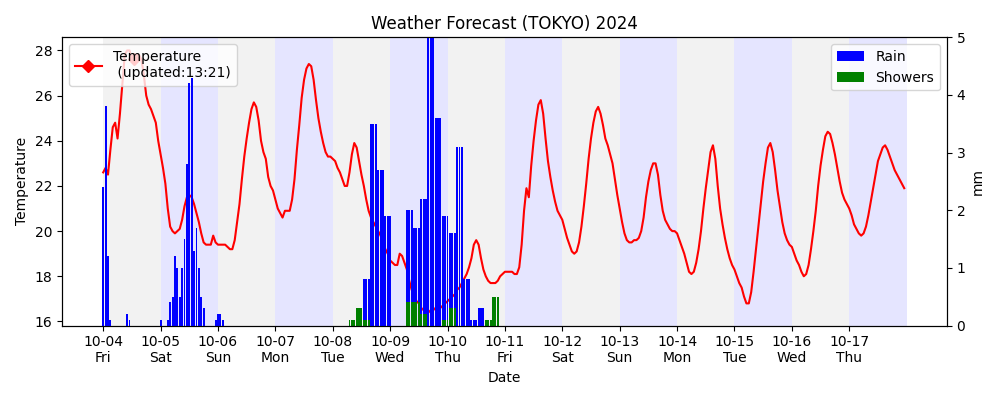 Weather Forecast (TOKYO) 2024
Temperature
(updated:13:21)
Rain
Showers
28
26
24
22
20
18
16
Temperature
5
4
3
2
1
0
mm
10-04 10-05 10-06 10-07 10-08 10-09 10-10 10-11 10-12 10-13 10-14 10-15 10-16 10-17
Fri Sat Sun Mon Tue Wed Thu Fri Sat Sun Mon Tue Wed Thu
Date